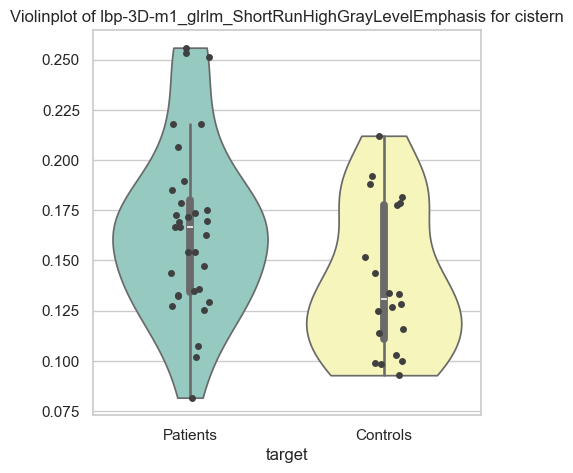 Violinplot of lbp-3D-m1_glrlm_ShortRunHighGrayLevelEmphasis for cistern
0.250
0.225
0.200
0.175
0.150
0.125
0.100
0.075
Patients Controls
target